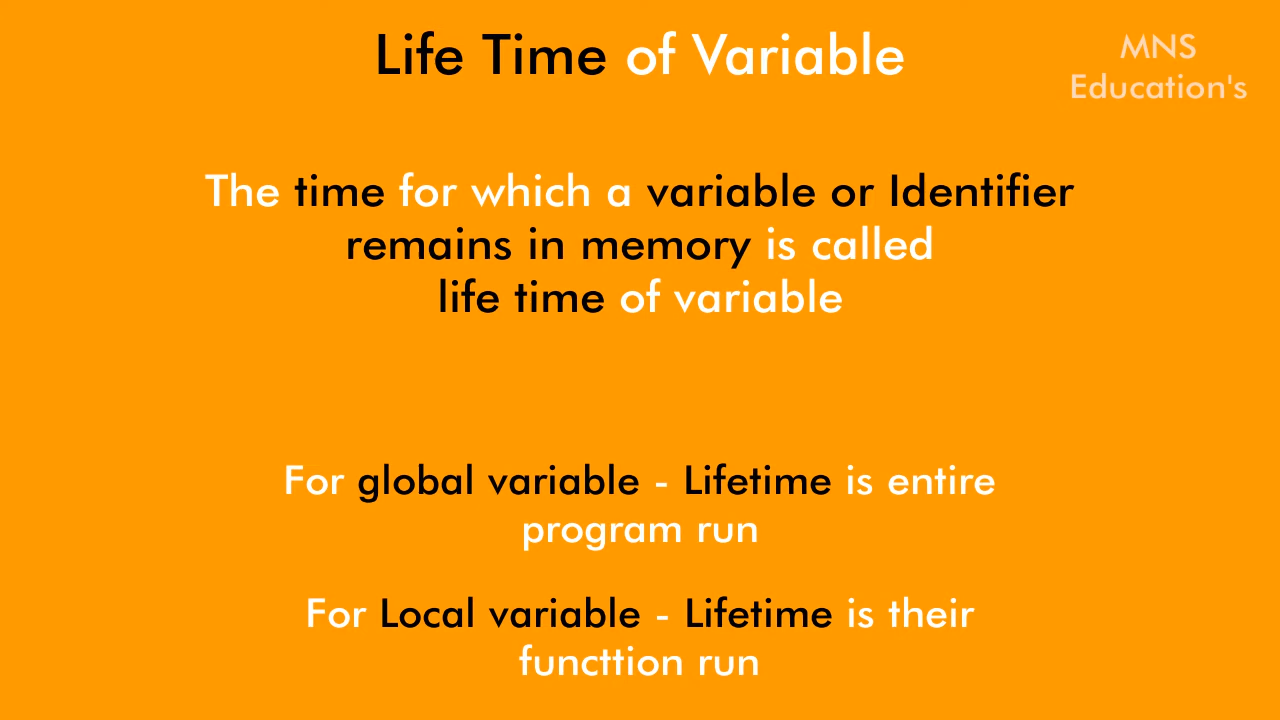 Life Time of Variable
MNS
Education's
The time for which a variable or Identifier
remains in memory is called
life time of variable
For global variable - Lifetime is entire
program run
For Local variable - Lifetime is their
functtion run